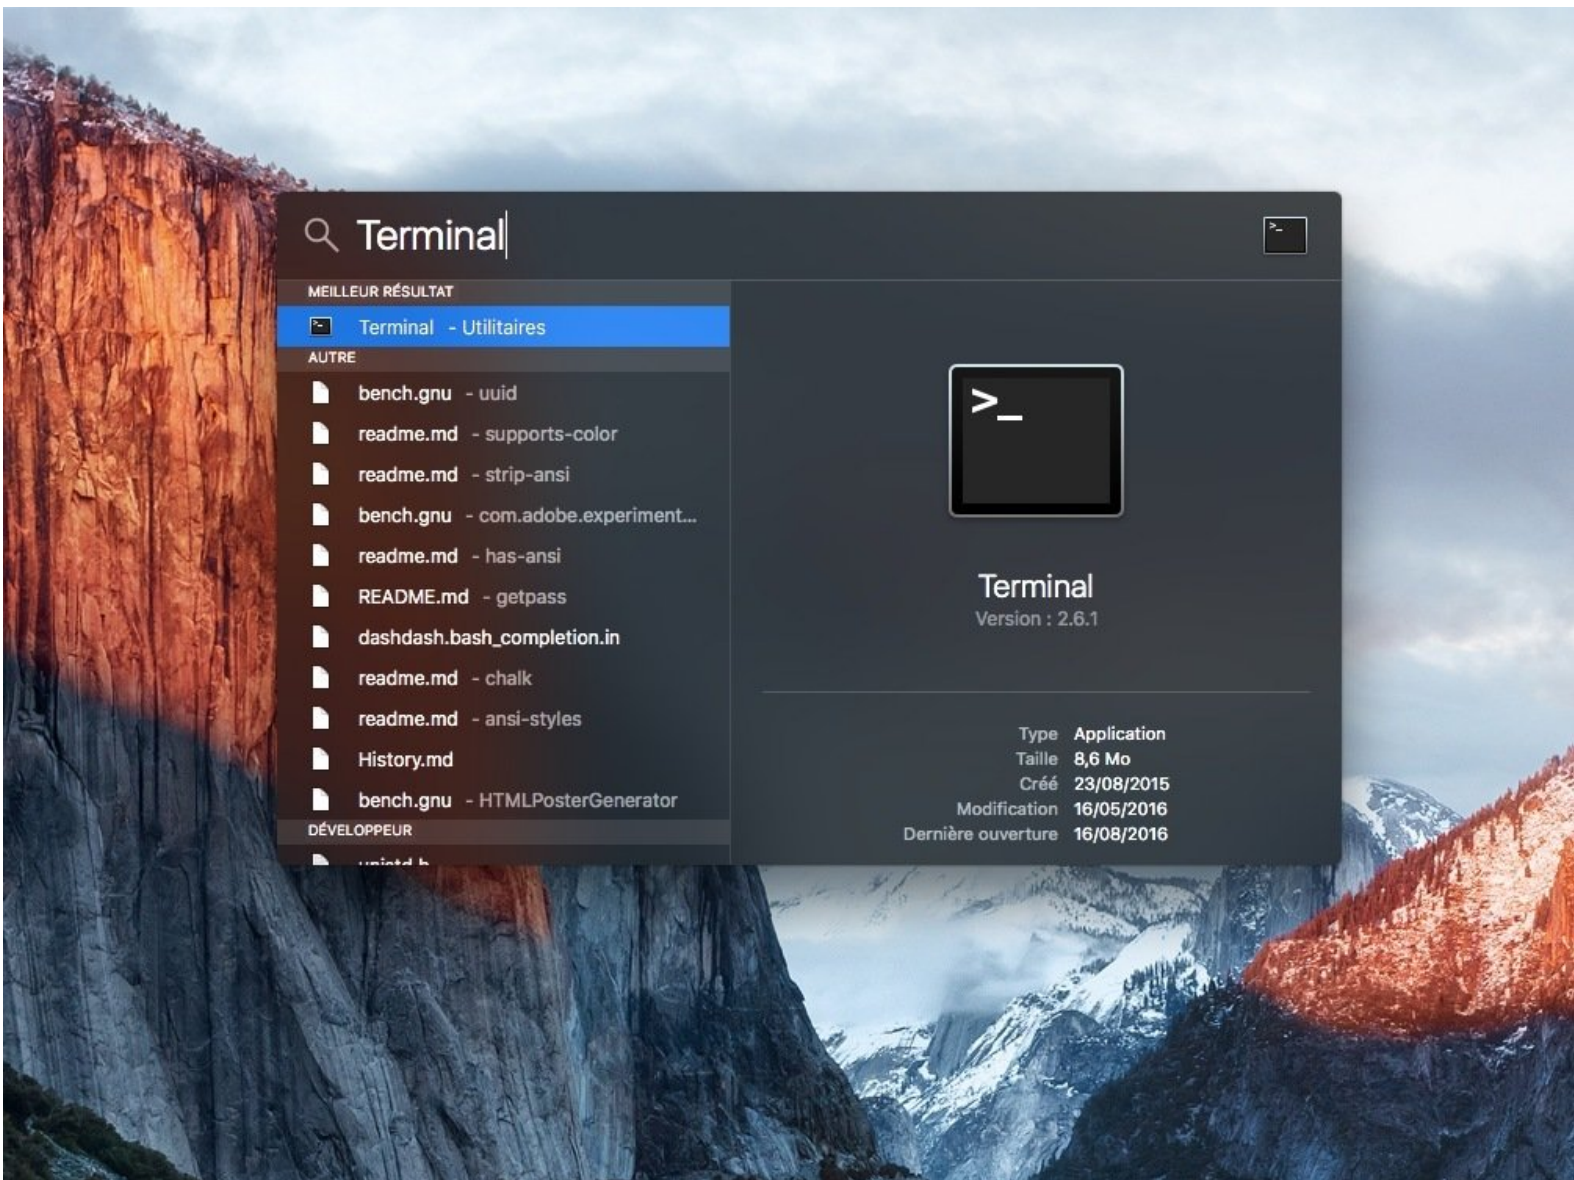 Terminal
MEILLEUR RÉSULTAT
Terminal - Utilitaires
AUTRE
bench.gnu - uuid
readme.md - supports-color
readme.md - strip-ansi
bench.gnu - com.adobe.experiment...
readme.md - has-ansi
README.md - getpass
dashdash.bash_completion.in
readme.md - chalk
readme.md - ansi-styles
History.md
bench.gnu - HTMLPosterGenerator
DÉVELOPPEUR
>_
Terminal
Version : 2.6.1
Type Application
Taille 8,6 Mo
Créé 23/08/2015
Modification 16/05/2016
Dernière ouverture 16/08/2016